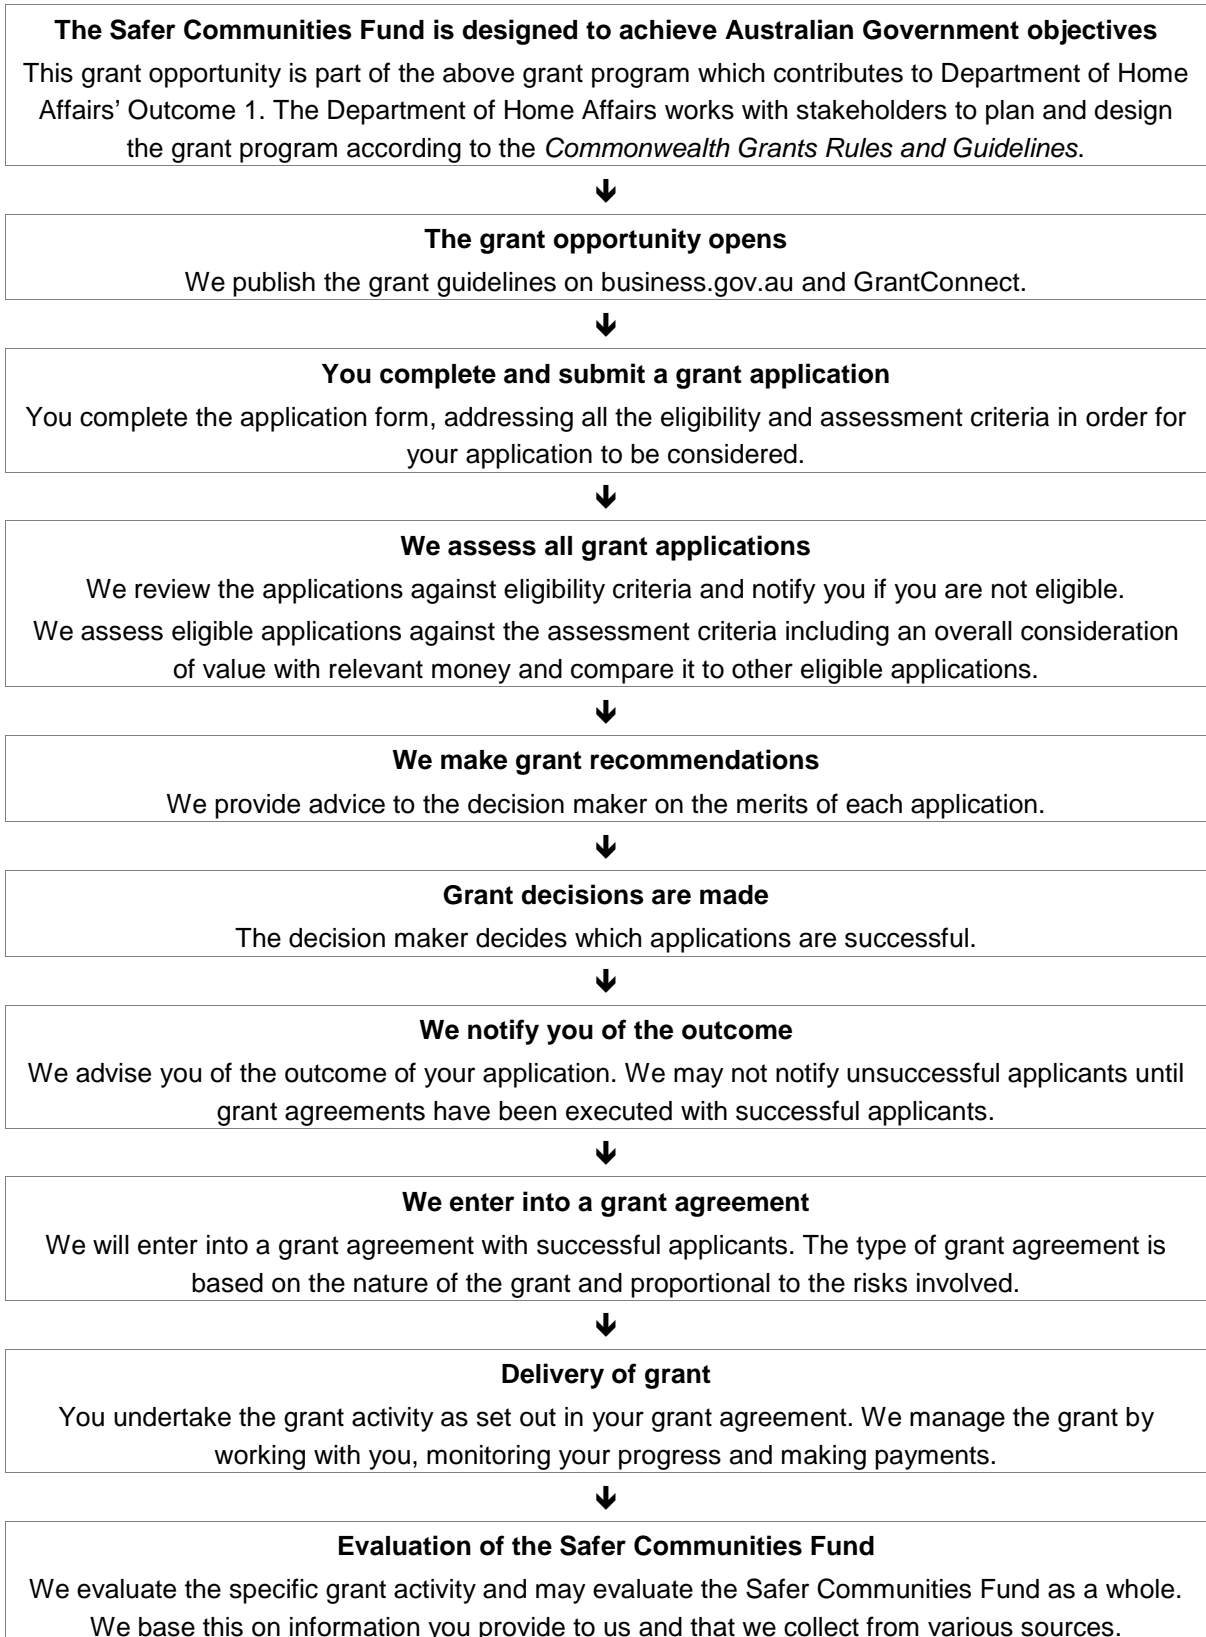 The Safer Communities Fund is designed to achieve Australian Government objectives
This grant opportunity is part of the above grant program which contributes to Department of Home
Affairs’ Outcome 1. The Department of Home Affairs works with stakeholders to plan and design
the grant program according to the Commonwealth Grants Rules and Guidelines.
The grant opportunity opens
We publish the grant guidelines on business.gov.au and GrantConnect.
You complete and submit a grant application
You complete the application form, addressing all the eligibility and assessment criteria in order for
your application to be considered.
We assess all grant applications
We review the applications against eligibility criteria and notify you if you are not eligible.
We assess eligible applications against the assessment criteria including an overall consideration
of value with relevant money and compare it to other eligible applications.
We make grant recommendations
We provide advice to the decision maker on the merits of each application.
Grant decisions are made
The decision maker decides which applications are successful.
We notify you of the outcome
We advise you of the outcome of your application. We may not notify unsuccessful applicants until
grant agreements have been executed with successful applicants.
We enter into a grant agreement
We will enter into a grant agreement with successful applicants. The type of grant agreement is
based on the nature of the grant and proportional to the risks involved.
Delivery of grant
You undertake the grant activity as set out in your grant agreement. We manage the grant by
working with you, monitoring your progress and making payments.
Evaluation of the Safer Communities Fund
We evaluate the specific grant activity and may evaluate the Safer Communities Fund as a whole.
We base this on information you provide to us and that we collect from various sources.